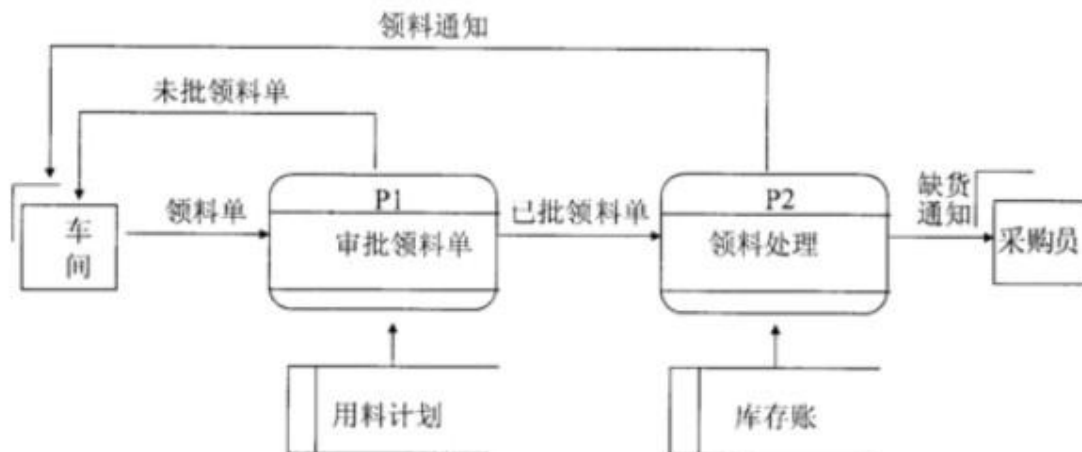 领料通知
未批领料单
车间
领料单
P1
审批领料单
已批领料单
P2
领料处理
缺货
通知
采购员
用料计划
库存账